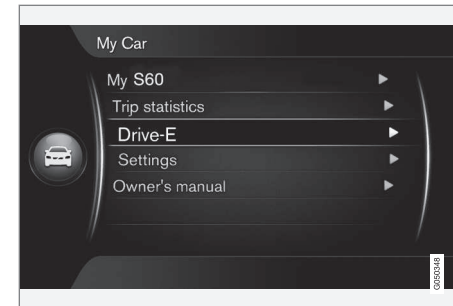 My Car
My S60
Trip statistics
Drive-E
Settings
Owner's manual
G050348